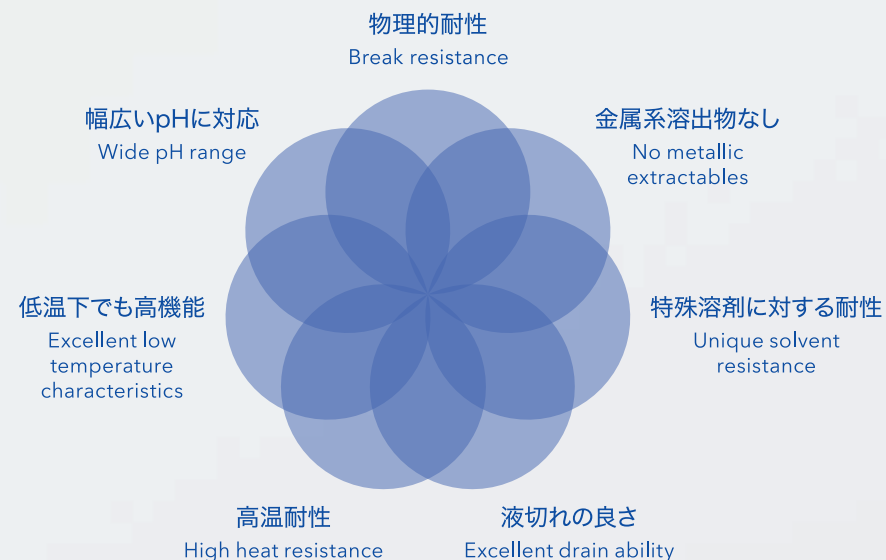 物理的耐性
Break resistance
幅広いpHに対応
Wide pH range
金属系溶出物なし
No metallic
extractables
低温下でも高機能
Excellent low
temperature
characteristics
特殊溶剤に対する耐性
Unique solvent
resistance
高温耐性
High heat resistance
液切れの良さ
Excellent drain ability